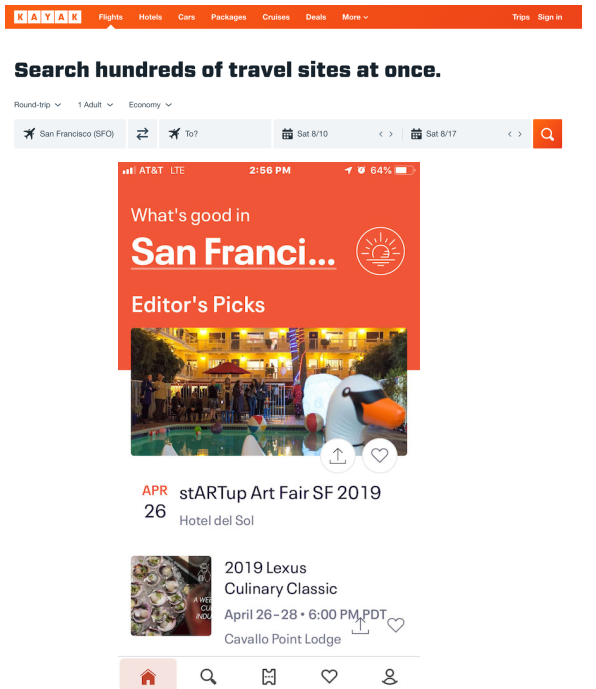 KAYAK Flights Hotels Cars Packages Cruises Deals More Trips Sign in
Search hundreds of travel sites at once.
Round-trip 1 Adult Economy
San Francisco (SFO) To? Sat 8/10 Sat 8/17
AT&T LTE 2:56 PM 64%
What's good in
San Franci...
Editor's Picks
APR
26
stARTup Art Fair SF 2019
Hotel del Sol
2019 Lexus
Culinary Classic
April 26–28 • 6:00 PM PDT
Cavallo Point Lodge